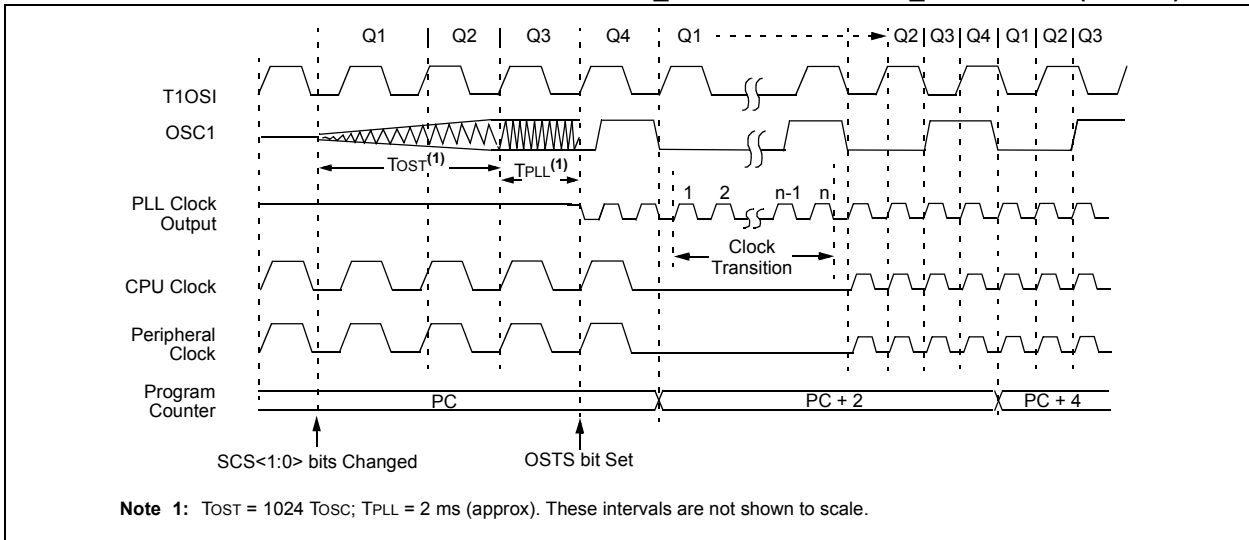 Q1 Q2 Q3 Q4 Q1 Q2 Q3 Q4 Q1 Q2 Q3
T1OSI
OSC1
TOST(1)
TPLL(1)
1 2 n-1 n
PLL Clock
Output
Clock
Transition
CPU Clock
Peripheral
Clock
Program
Counter
PC PC + 2 PC + 4
SCS<1:0> bits Changed
OSTS bit Set
Note 1: TOST = 1024 TOSC; TPLL = 2 ms (approx). These intervals are not shown to scale.